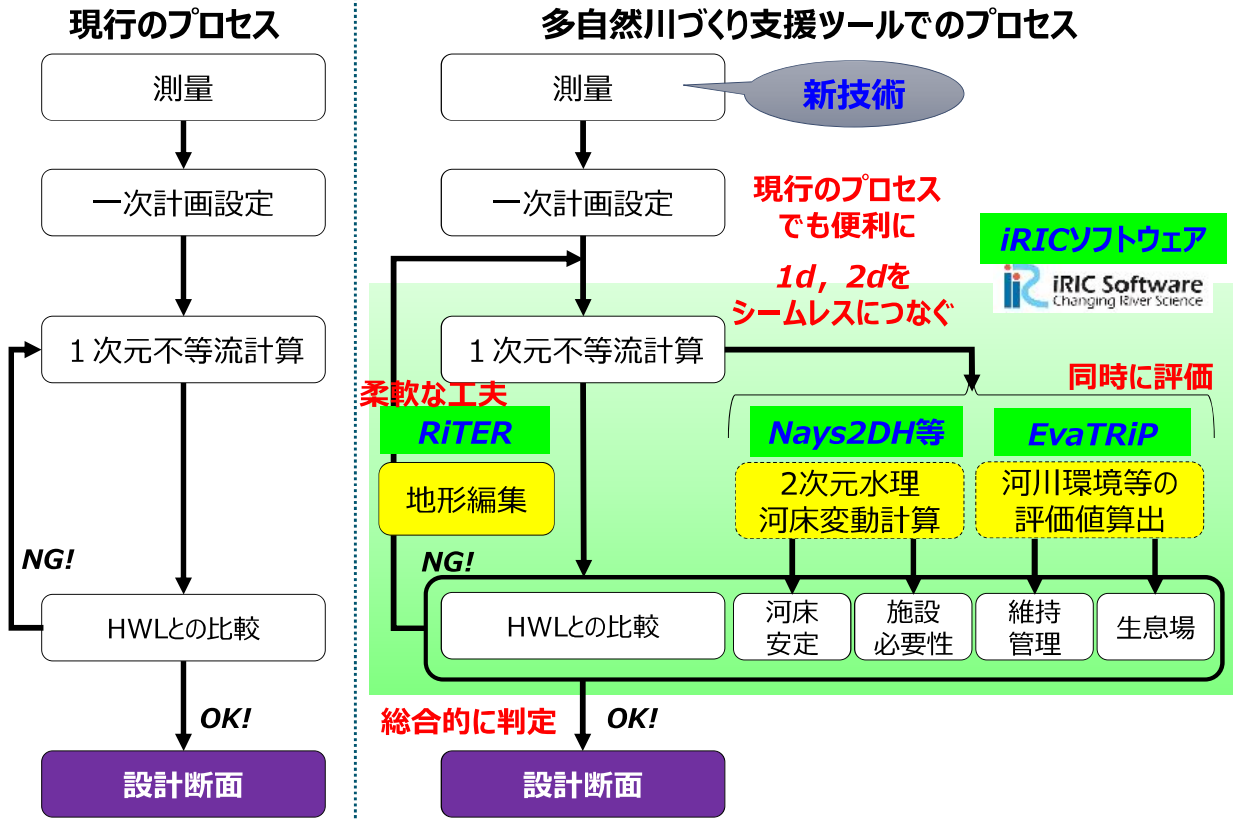 現行のプロセス
測量
一次計画設定
１次元不等流計算
NG!
HWLとの比較
OK!
設計断面
多自然川づくり支援ツールでのプロセス
測量
新技術
一次計画設定
現行のプロセス
でも便利に
iRICソフトウェア
iRIC Software
Changing River Science
1d，2dを
シームレスにつなぐ
１次元不等流計算
同時に評価
柔軟な工夫
RiTER
Nays2DH等
EvaTRiP
地形編集
2次元水理
河床変動計算
河川環境等の
評価値算出
NG!
HWLとの比較
河床
安定
施設
必要性
維持
管理
生息場
総合的に判定
OK!
設計断面